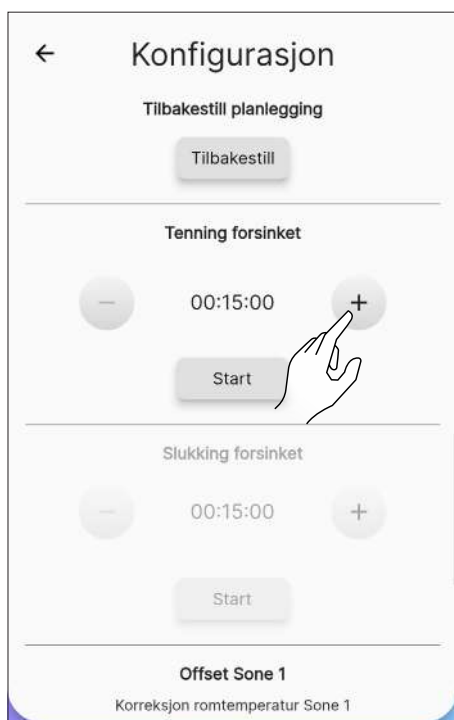 ← Konfigurasjon
Tilbakestill planlegging
Tilbakestill
Tenning forsinket
− 00:15:00 +
Start
Slukking forsinket
− 00:15:00 +
Start
Offset Sone 1
Korreksjon romtemperatur Sone 1